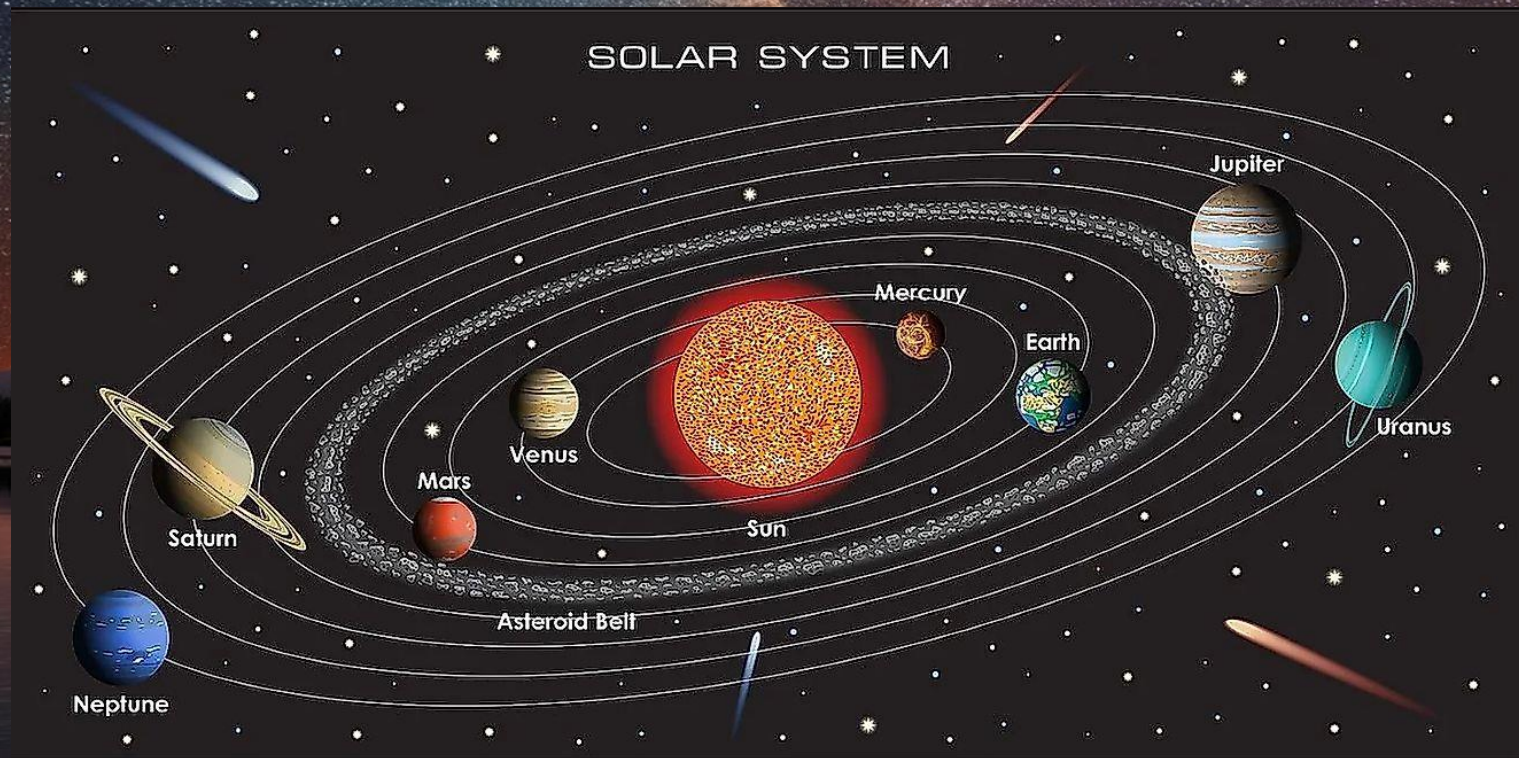 SOLAR SYSTEM
Jupiter
Mercury
Earth
Uranus
Venus
Mars
Sun
Saturn
Asteroid Belt
Neptune